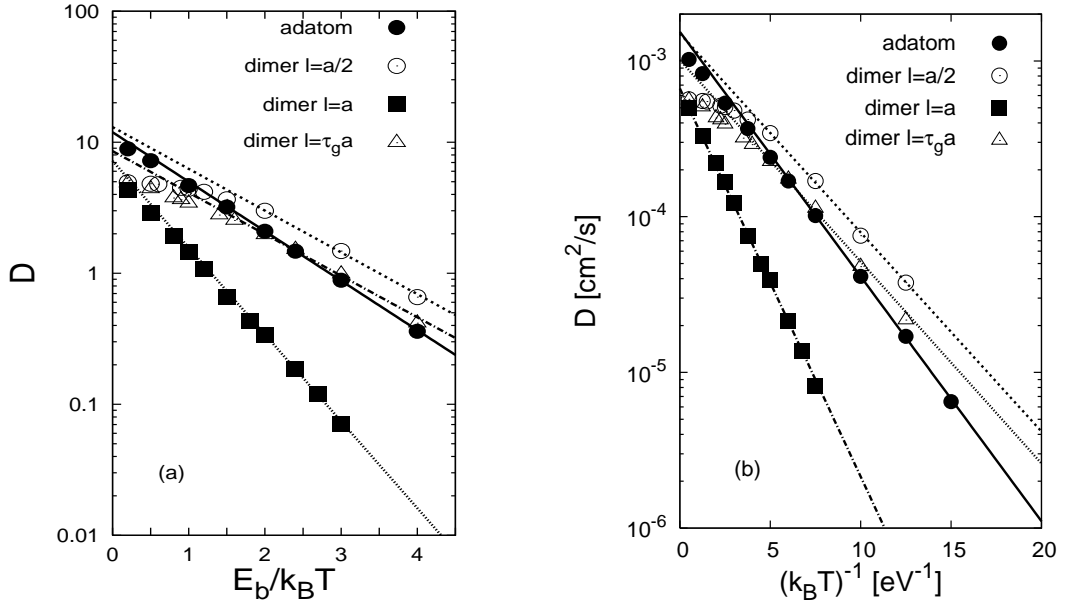 100
10
1
0.1
0.01
D
adatom
dimer l=a/2
dimer l=a
dimer l=τ_g a
(a)
0 1 2 3 4
E_b/k_BT
10^-3
10^-4
10^-5
10^-6
D [cm^2/s]
adatom
dimer l=a/2
dimer l=a
dimer l=τ_g a
(b)
0 5 10 15 20
(k_BT)^-1 [eV^-1]